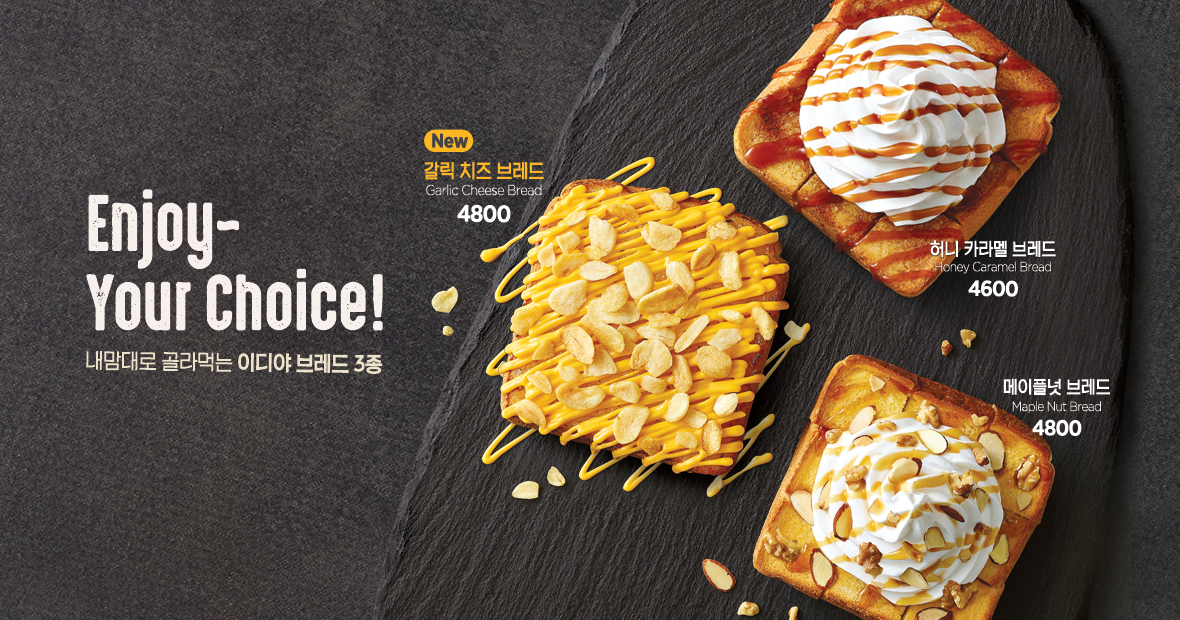 Enjoy~
Your Choice!
내맘대로 골라먹는 이디야 브레드 3종
New
갈릭 치즈 브레드
Garlic Cheese Bread
4800
허니 카라멜 브레드
Honey Caramel Bread
4600
메이플넛 브레드
Maple Nut Bread
4800